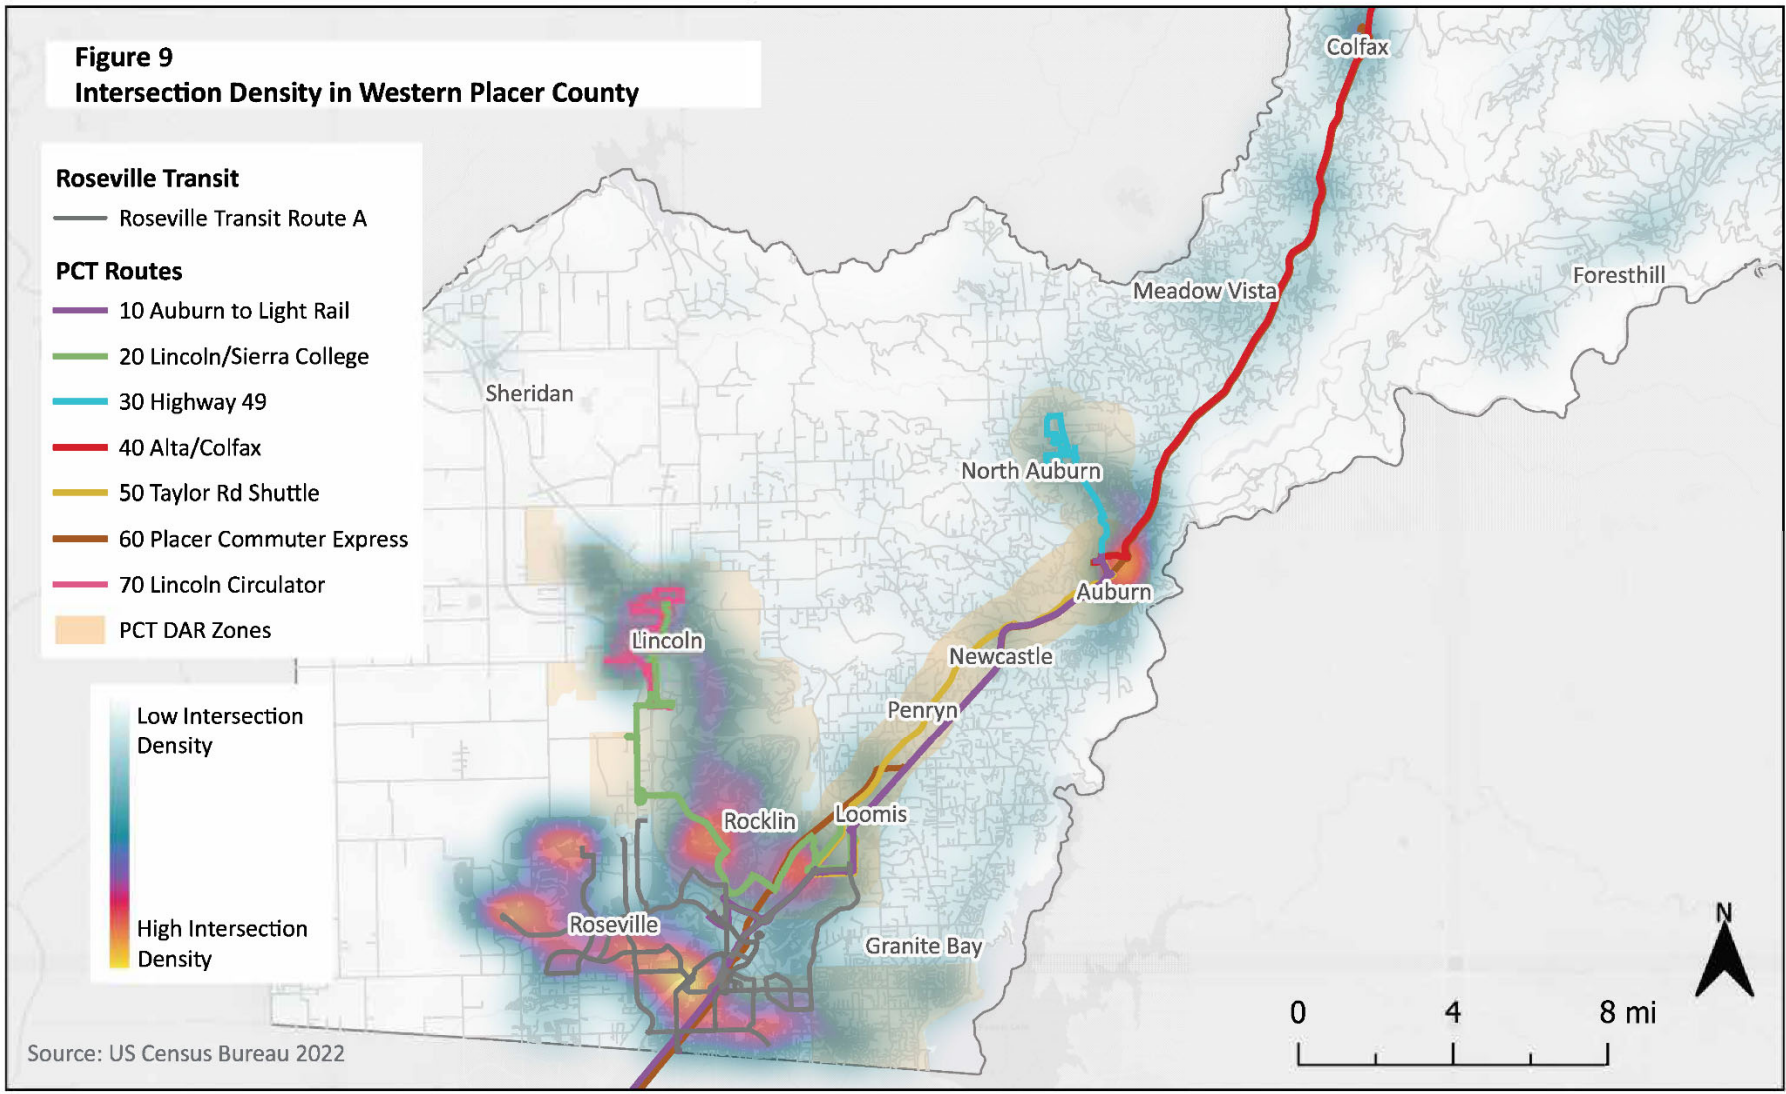 Figure 9
Intersection Density in Western Placer County
Roseville Transit
Roseville Transit Route A
PCT Routes
10 Auburn to Light Rail
20 Lincoln/Sierra College
30 Highway 49
40 Alta/Colfax
50 Taylor Rd Shuttle
60 Placer Commuter Express
70 Lincoln Circulator
PCT DAR Zones
Low Intersection
Density
High Intersection
Density
Colfax
Foresthill
Meadow Vista
Sheridan
North Auburn
Auburn
Lincoln
Newcastle
Penryn
Loomis
Rocklin
Roseville
Granite Bay
N
0 4 8 mi
Source: US Census Bureau 2022